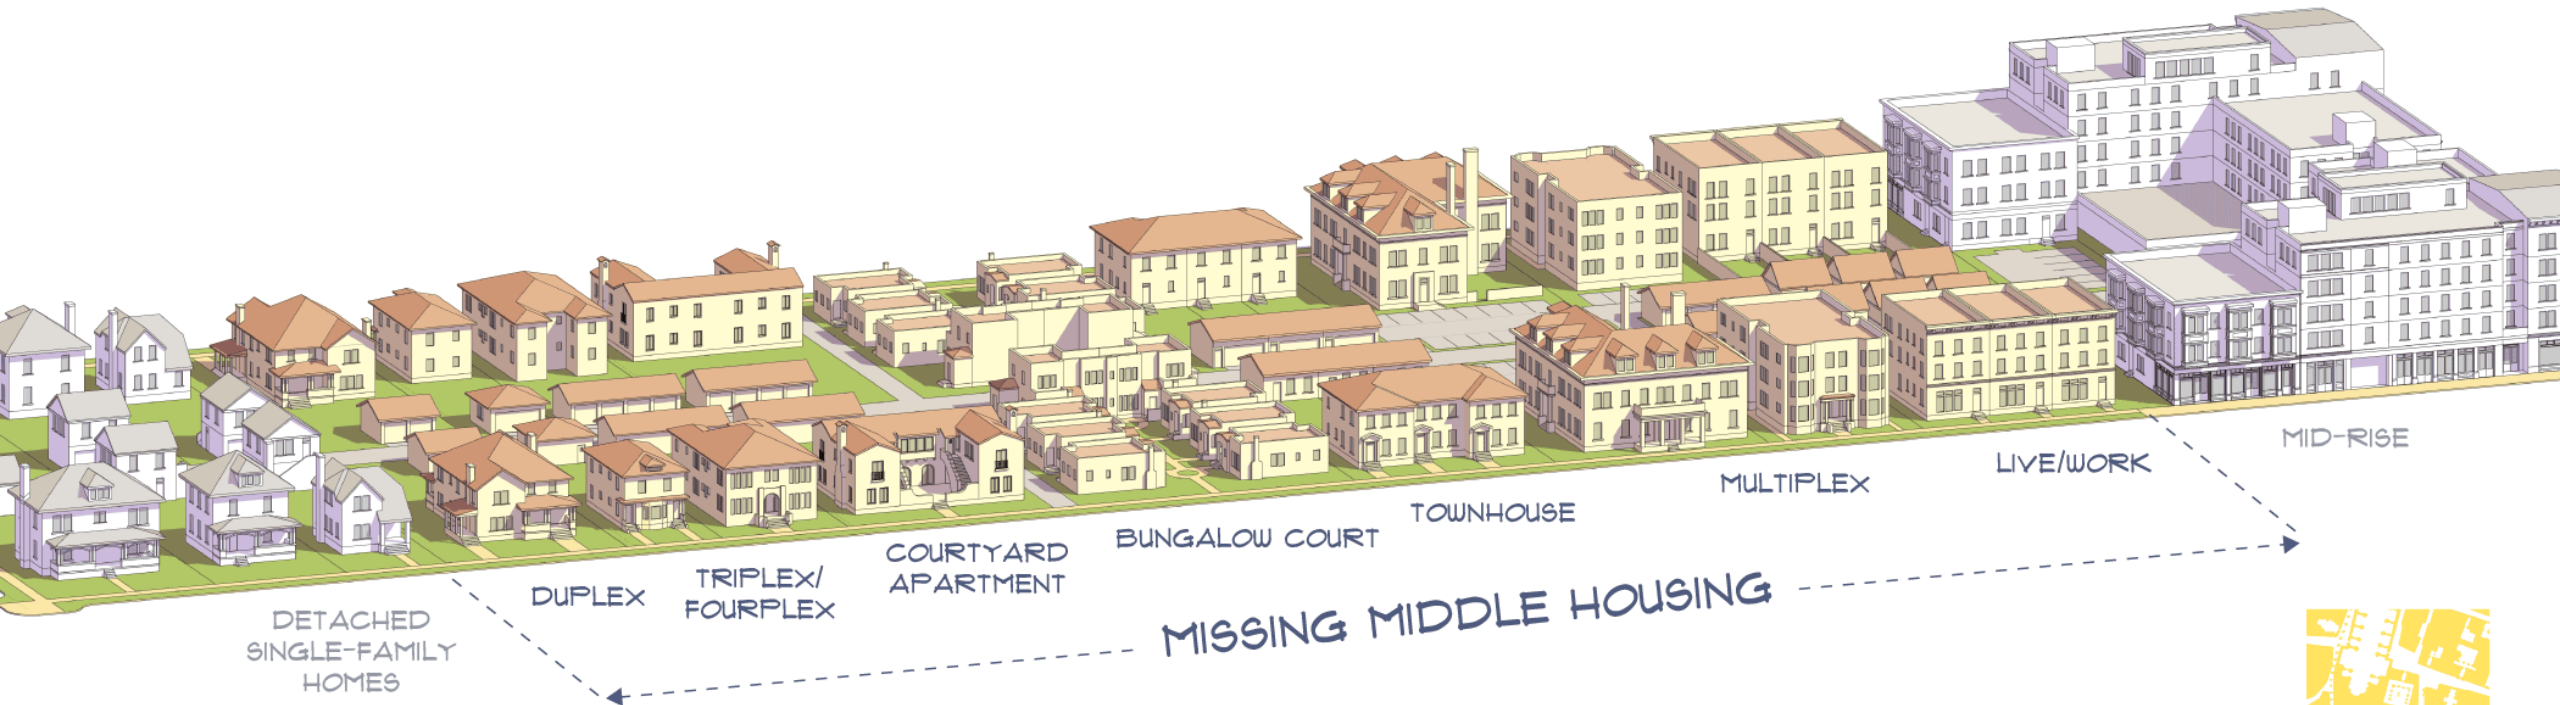 DETACHED
SINGLE-FAMILY
HOMES
DUPLEX
TRIPLEX/
FOURPLEX
COURTYARD
APARTMENT
BUNGALOW COURT
TOWNHOUSE
MULTIPLEX
LIVE/WORK
MID-RISE
MISSING MIDDLE HOUSING